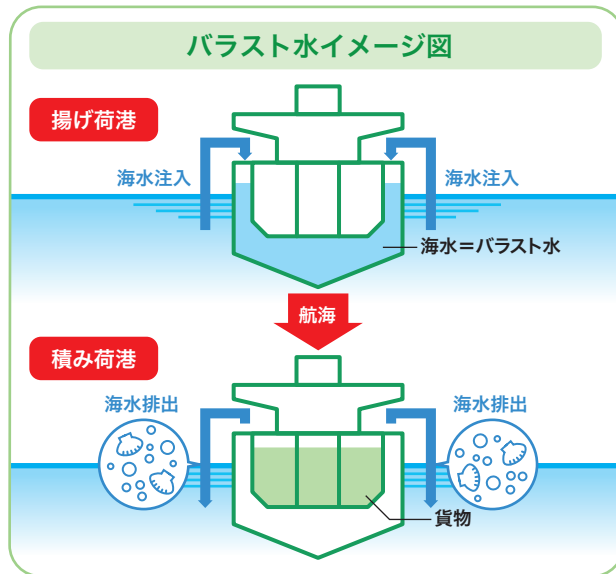 バラスト水イメージ図
揚げ荷港
海水注入
海水注入
海水＝バラスト水
航海
積み荷港
海水排出
海水排出
貨物